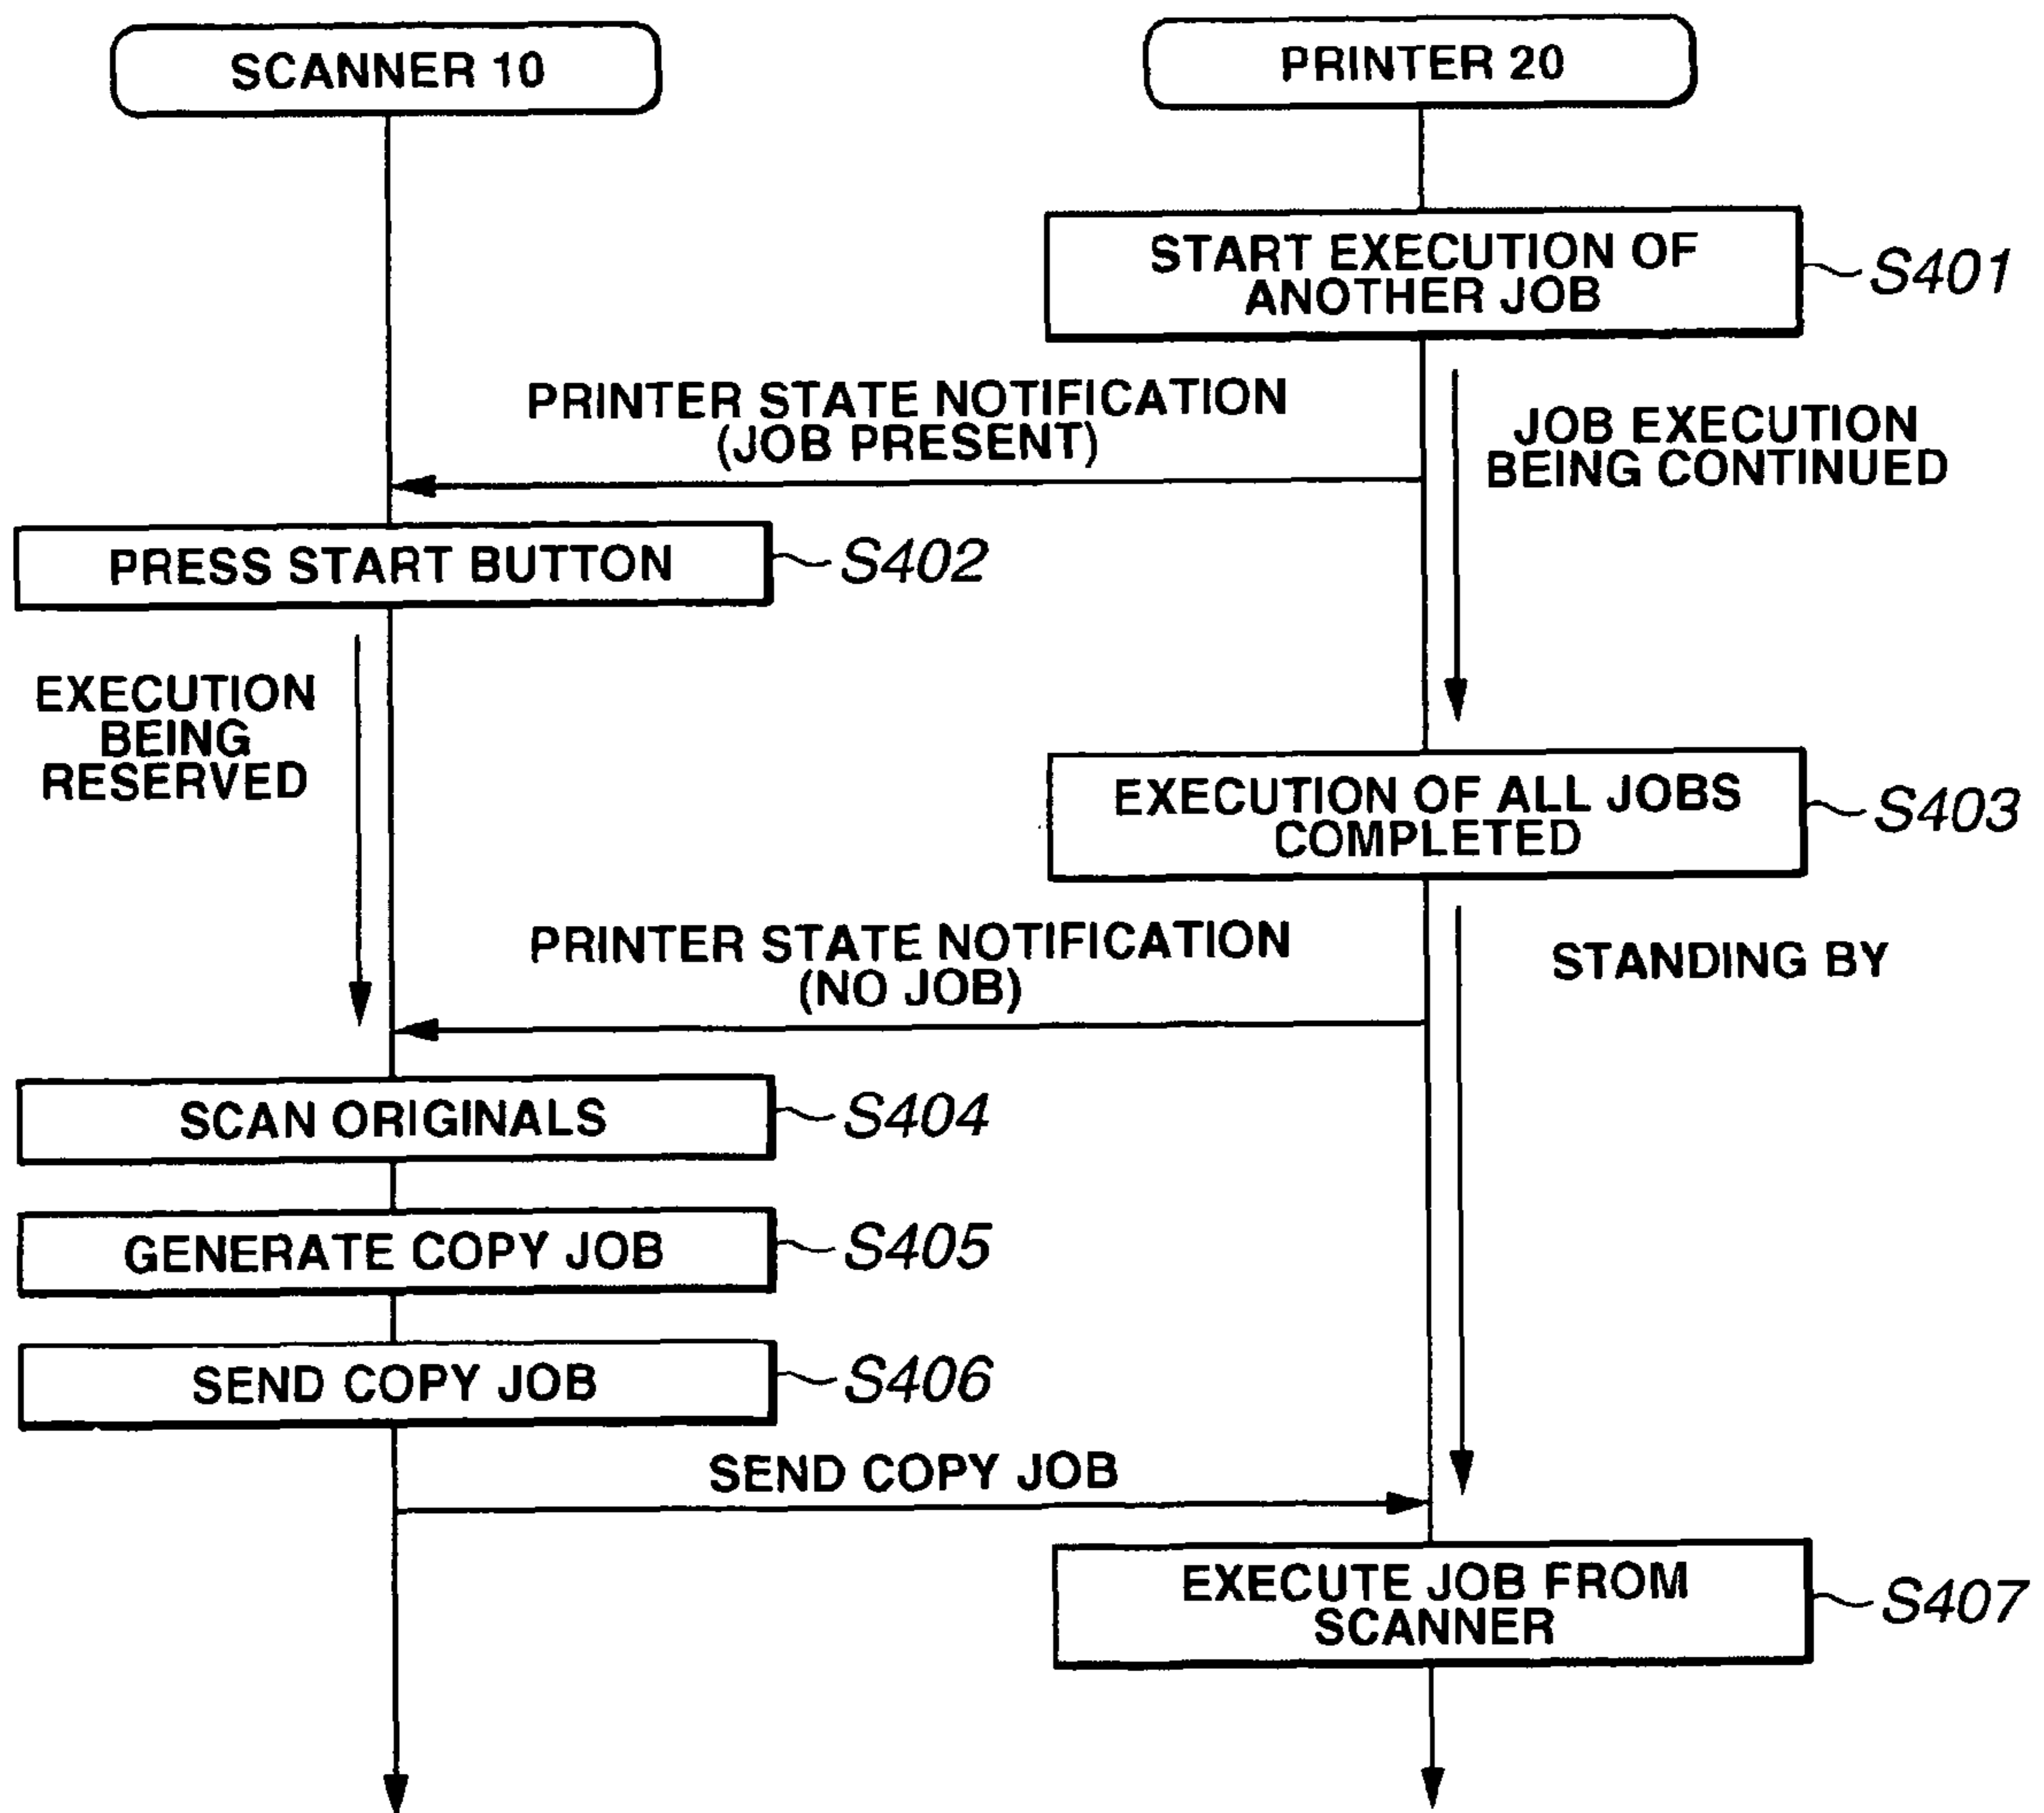 SCANNER 10
PRINTER 20
START EXECUTION OF
ANOTHER JOB
S401
PRINTER STATE NOTIFICATION
(JOB PRESENT)
JOB EXECUTION
BEING CONTINUED
PRESS START BUTTON
S402
EXECUTION
BEING
RESERVED
EXECUTION OF ALL JOBS
COMPLETED
S403
PRINTER STATE NOTIFICATION
(NO JOB)
STANDING BY
SCAN ORIGINALS
S404
GENERATE COPY JOB
S405
SEND COPY JOB
S406
SEND COPY JOB
EXECUTE JOB FROM
SCANNER
S407